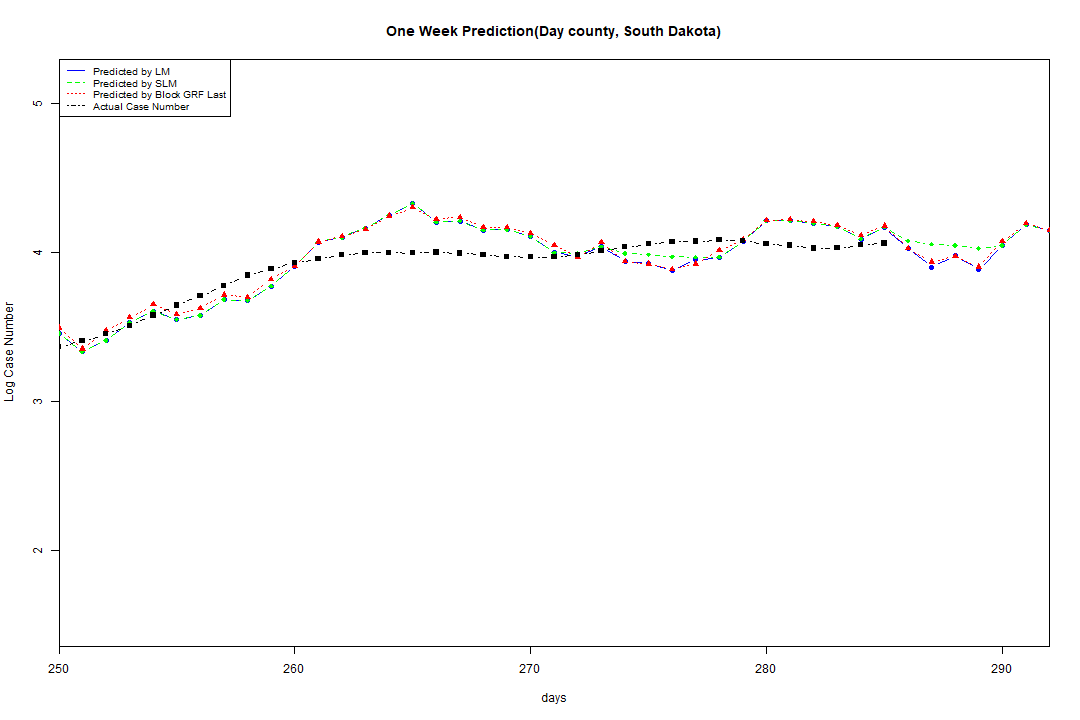 One Week Prediction(Day county, South Dakota)
Predicted by LM
Predicted by SLM
Predicted by Block GRF Last
Actual Case Number
5
4
3
2
Log Case Number
250 260 270 280 290
days